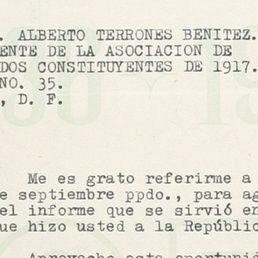 . ALBERTO TERRONES BENITEZ.
ENTE DE LA ASOCIACION DE
DOS CONSTITUYENTES DE 1917.
NO. 35.
, D. F.
Me es grato referirme a
e septiembre ppdo., para ag
el informe que se sirvió en
ue hizo usted a la Repúblic